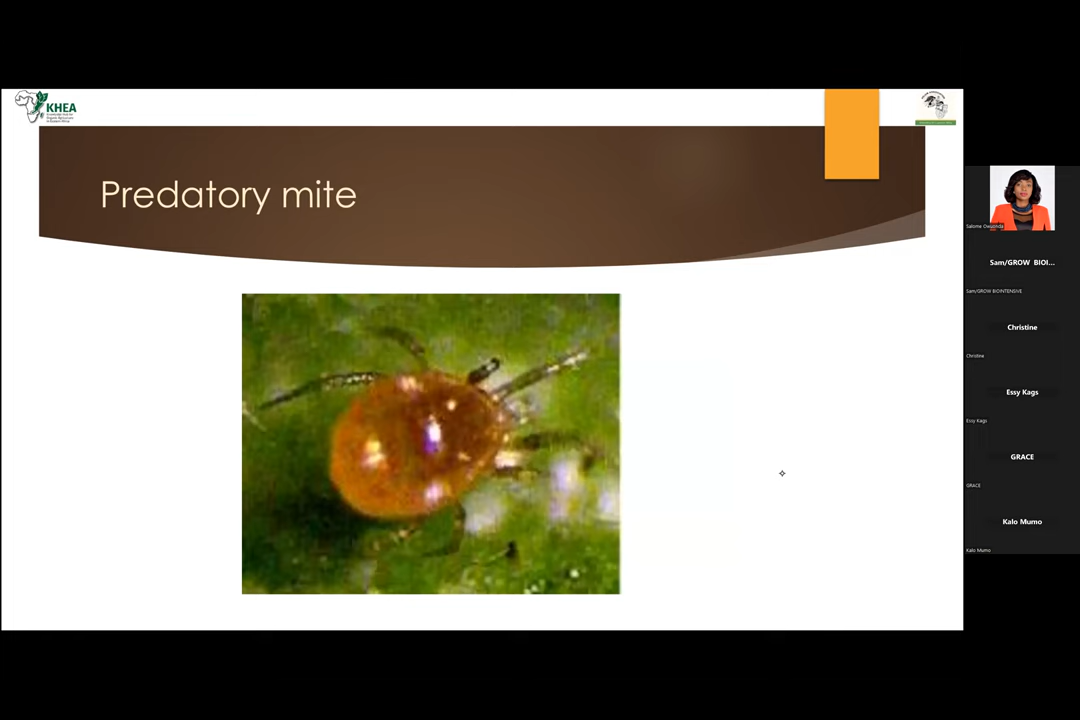 KHEA
Predatory mite
Salome Owuonda
Sam/GROW BIOI...
Sam/GROW BIOINTENSIVE
Christine
Christine
Essy Kags
Essy Kags
GRACE
GRACE
Kalo Mumo
Kalo Mumo